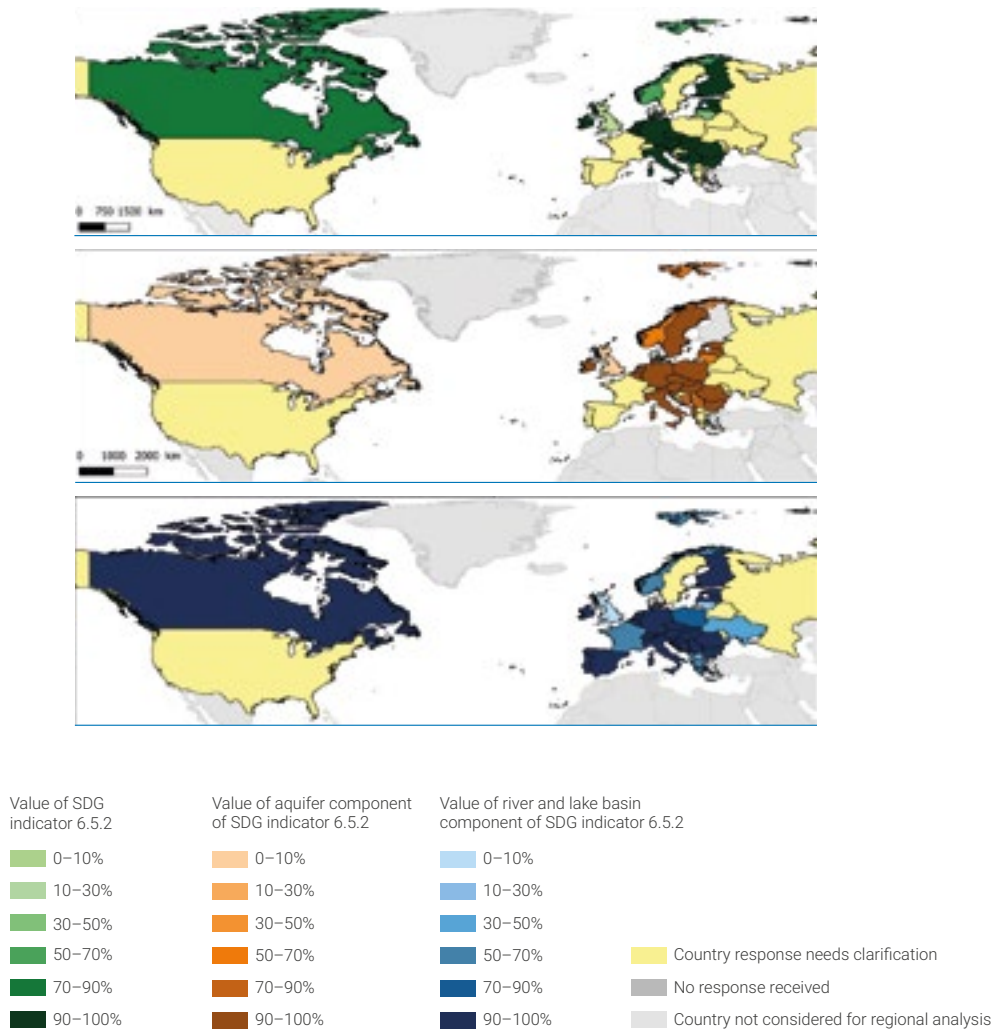 0 750 1500 km
0 1000 2000 km
Value of SDG
indicator 6.5.2
0–10%
10–30%
30–50%
50–70%
70–90%
90–100%
Value of aquifer component
of SDG indicator 6.5.2
0–10%
10–30%
30–50%
50–70%
70–90%
90–100%
Value of river and lake basin
component of SDG indicator 6.5.2
0–10%
10–30%
30–50%
50–70%
70–90%
90–100%
Country response needs clarification
No response received
Country not considered for regional analysis